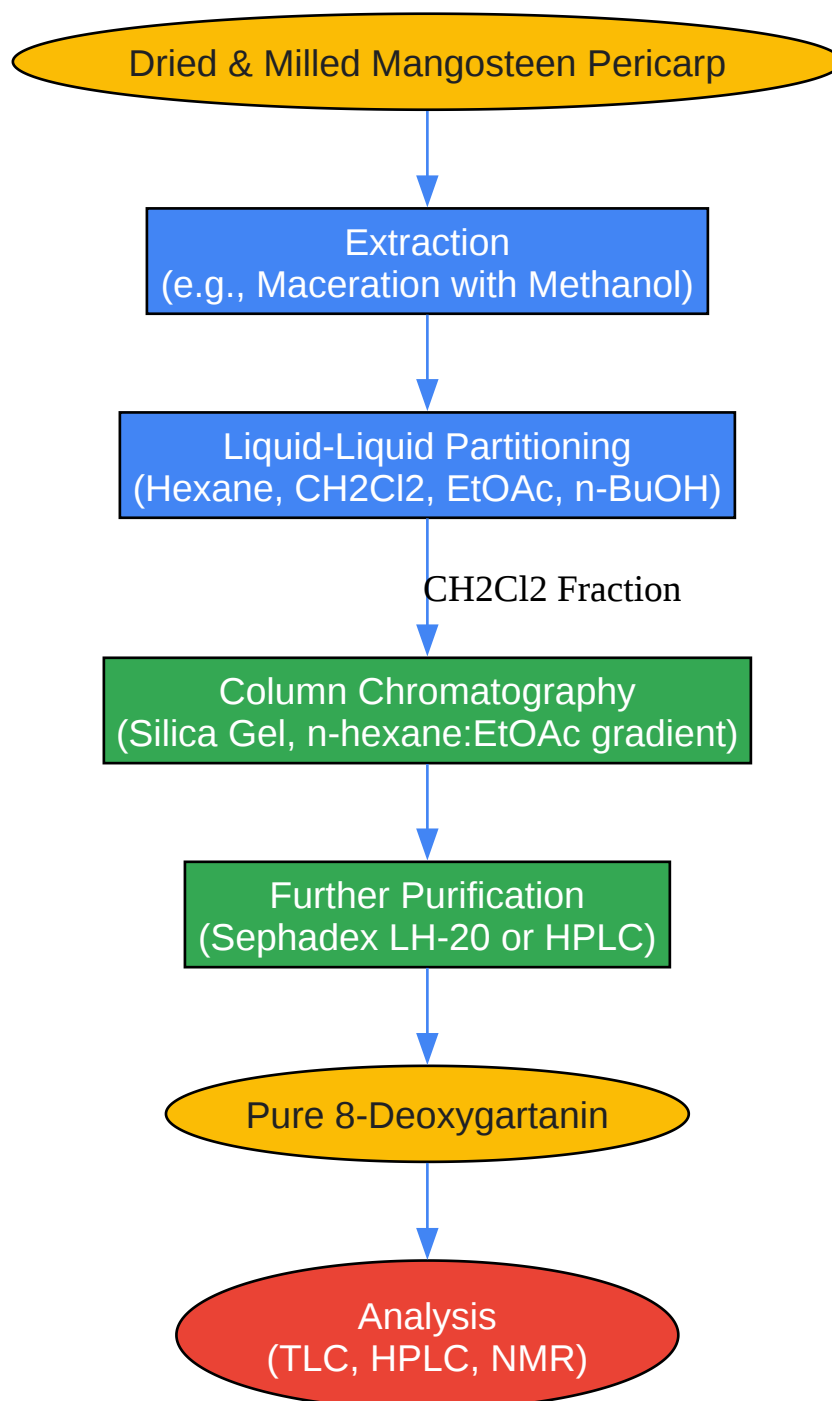 Dried & Milled Mangosteen Pericarp
Extraction
(e.g., Maceration with Methanol)
Liquid-Liquid Partitioning
(Hexane, CH2Cl2, EtOAc, n-BuOH)
CH2Cl2 Fraction
Column Chromatography
(Silica Gel, n-hexane:EtOAc gradient)
Further Purification
(Sephadex LH-20 or HPLC)
Pure 8-Deoxygartanin
Analysis
(TLC, HPLC, NMR)